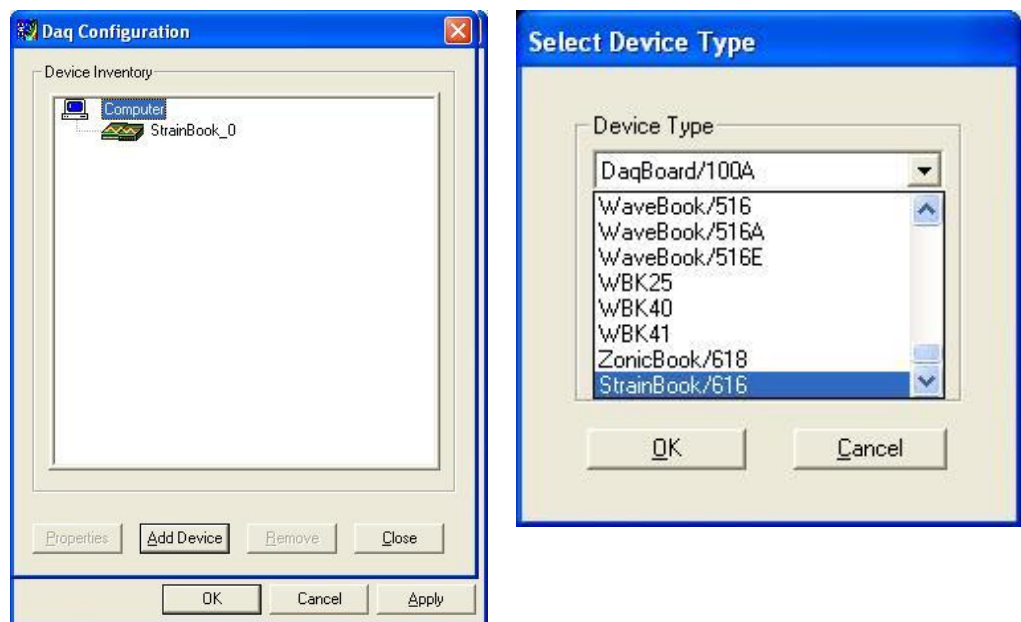 Daq Configuration
Device Inventory
Computer
StrainBook_0
Properties Add Device Remove Close
OK Cancel Apply
Select Device Type
Device Type
DaqBoard/100A
WaveBook/516
WaveBook/516A
WaveBook/516E
WBK25
WBK40
WBK41
ZonicBook/618
StrainBook/616
OK Cancel